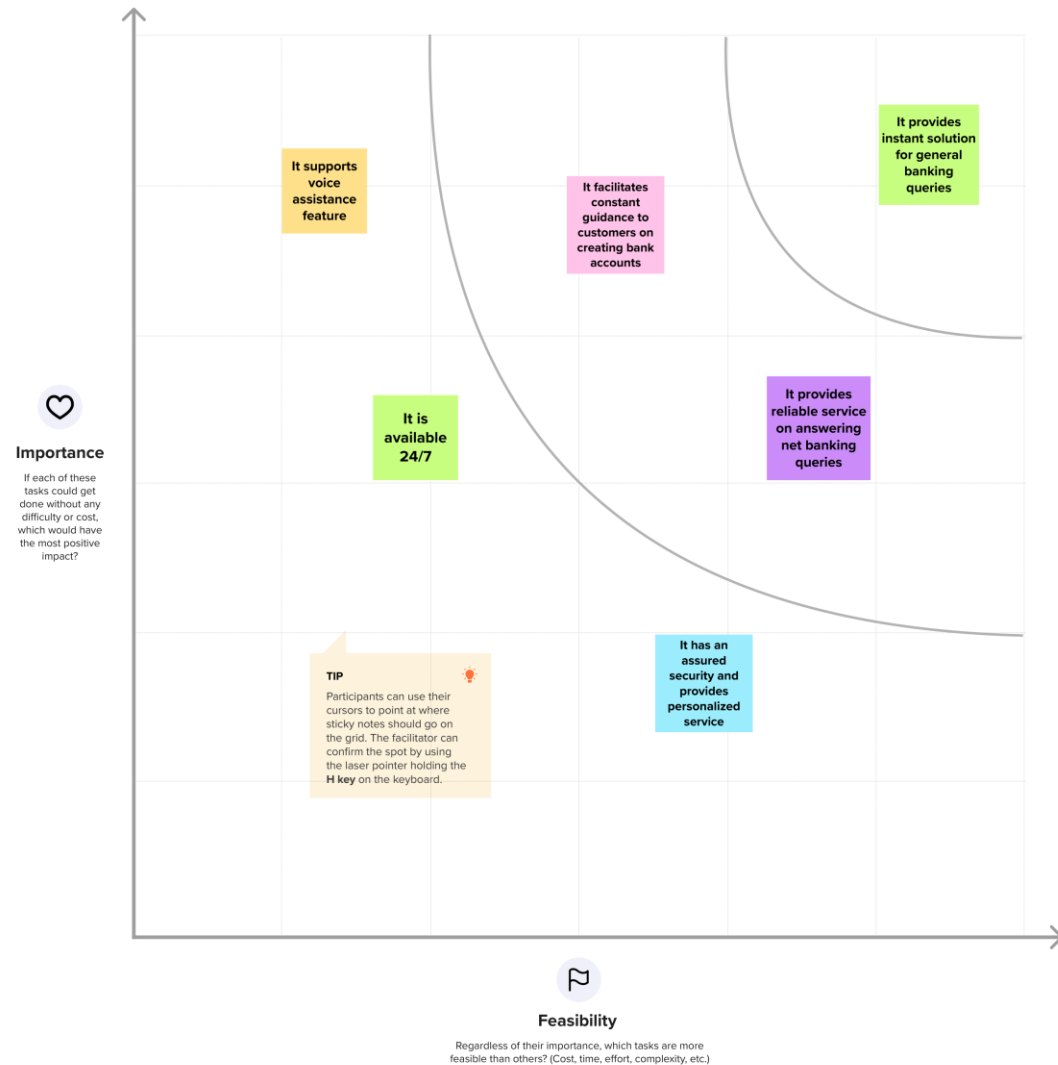 It provides
instant solution
for general
banking
queries
It supports
voice
assistance
feature
It facilitates
constant
guidance to
customers on
creating bank
accounts
Importance
If each of these
tasks could get
done without any
difficulty or cost,
which would have
the most positive
impact?
It is
available
24/7
It provides
reliable service
on answering
net banking
queries
TIP
Participants can use their
cursors to point at where
sticky notes should go on
the grid. The facilitator can
confirm the spot by using
the laser pointer holding the
H key on the keyboard.
It has an
assured
security and
provides
personalized
service
Feasibility
Regardless of their importance, which tasks are more
feasible than others? (Cost, time, effort, complexity, etc.)